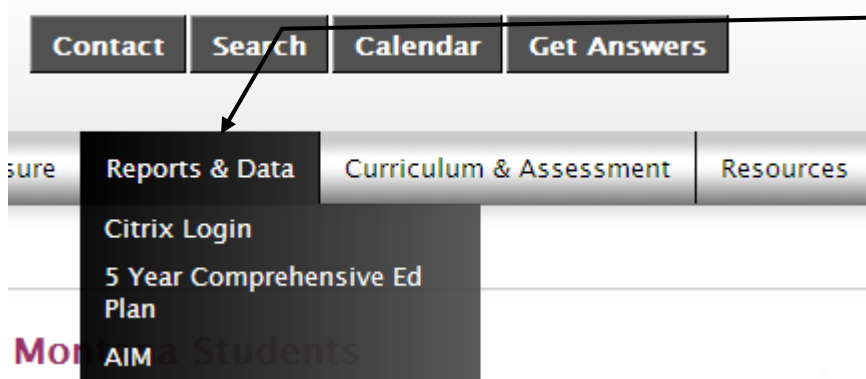 Contact Search Calendar Get Answers
sure Reports & Data Curriculum & Assessment Resources
Citrix Login
5 Year Comprehensive Ed
Plan
AIM
Montana Students